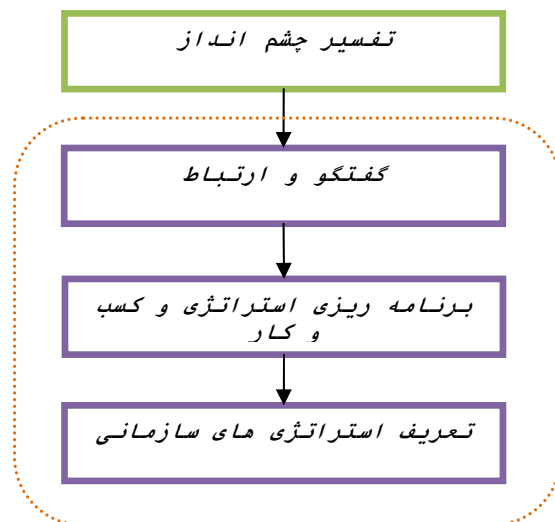 تفسیر چشم انداز
گفتگو و ارتباط
برنامه ریزی استراتژی و کسب
و کار
تعریف استراتژی های سازمانی